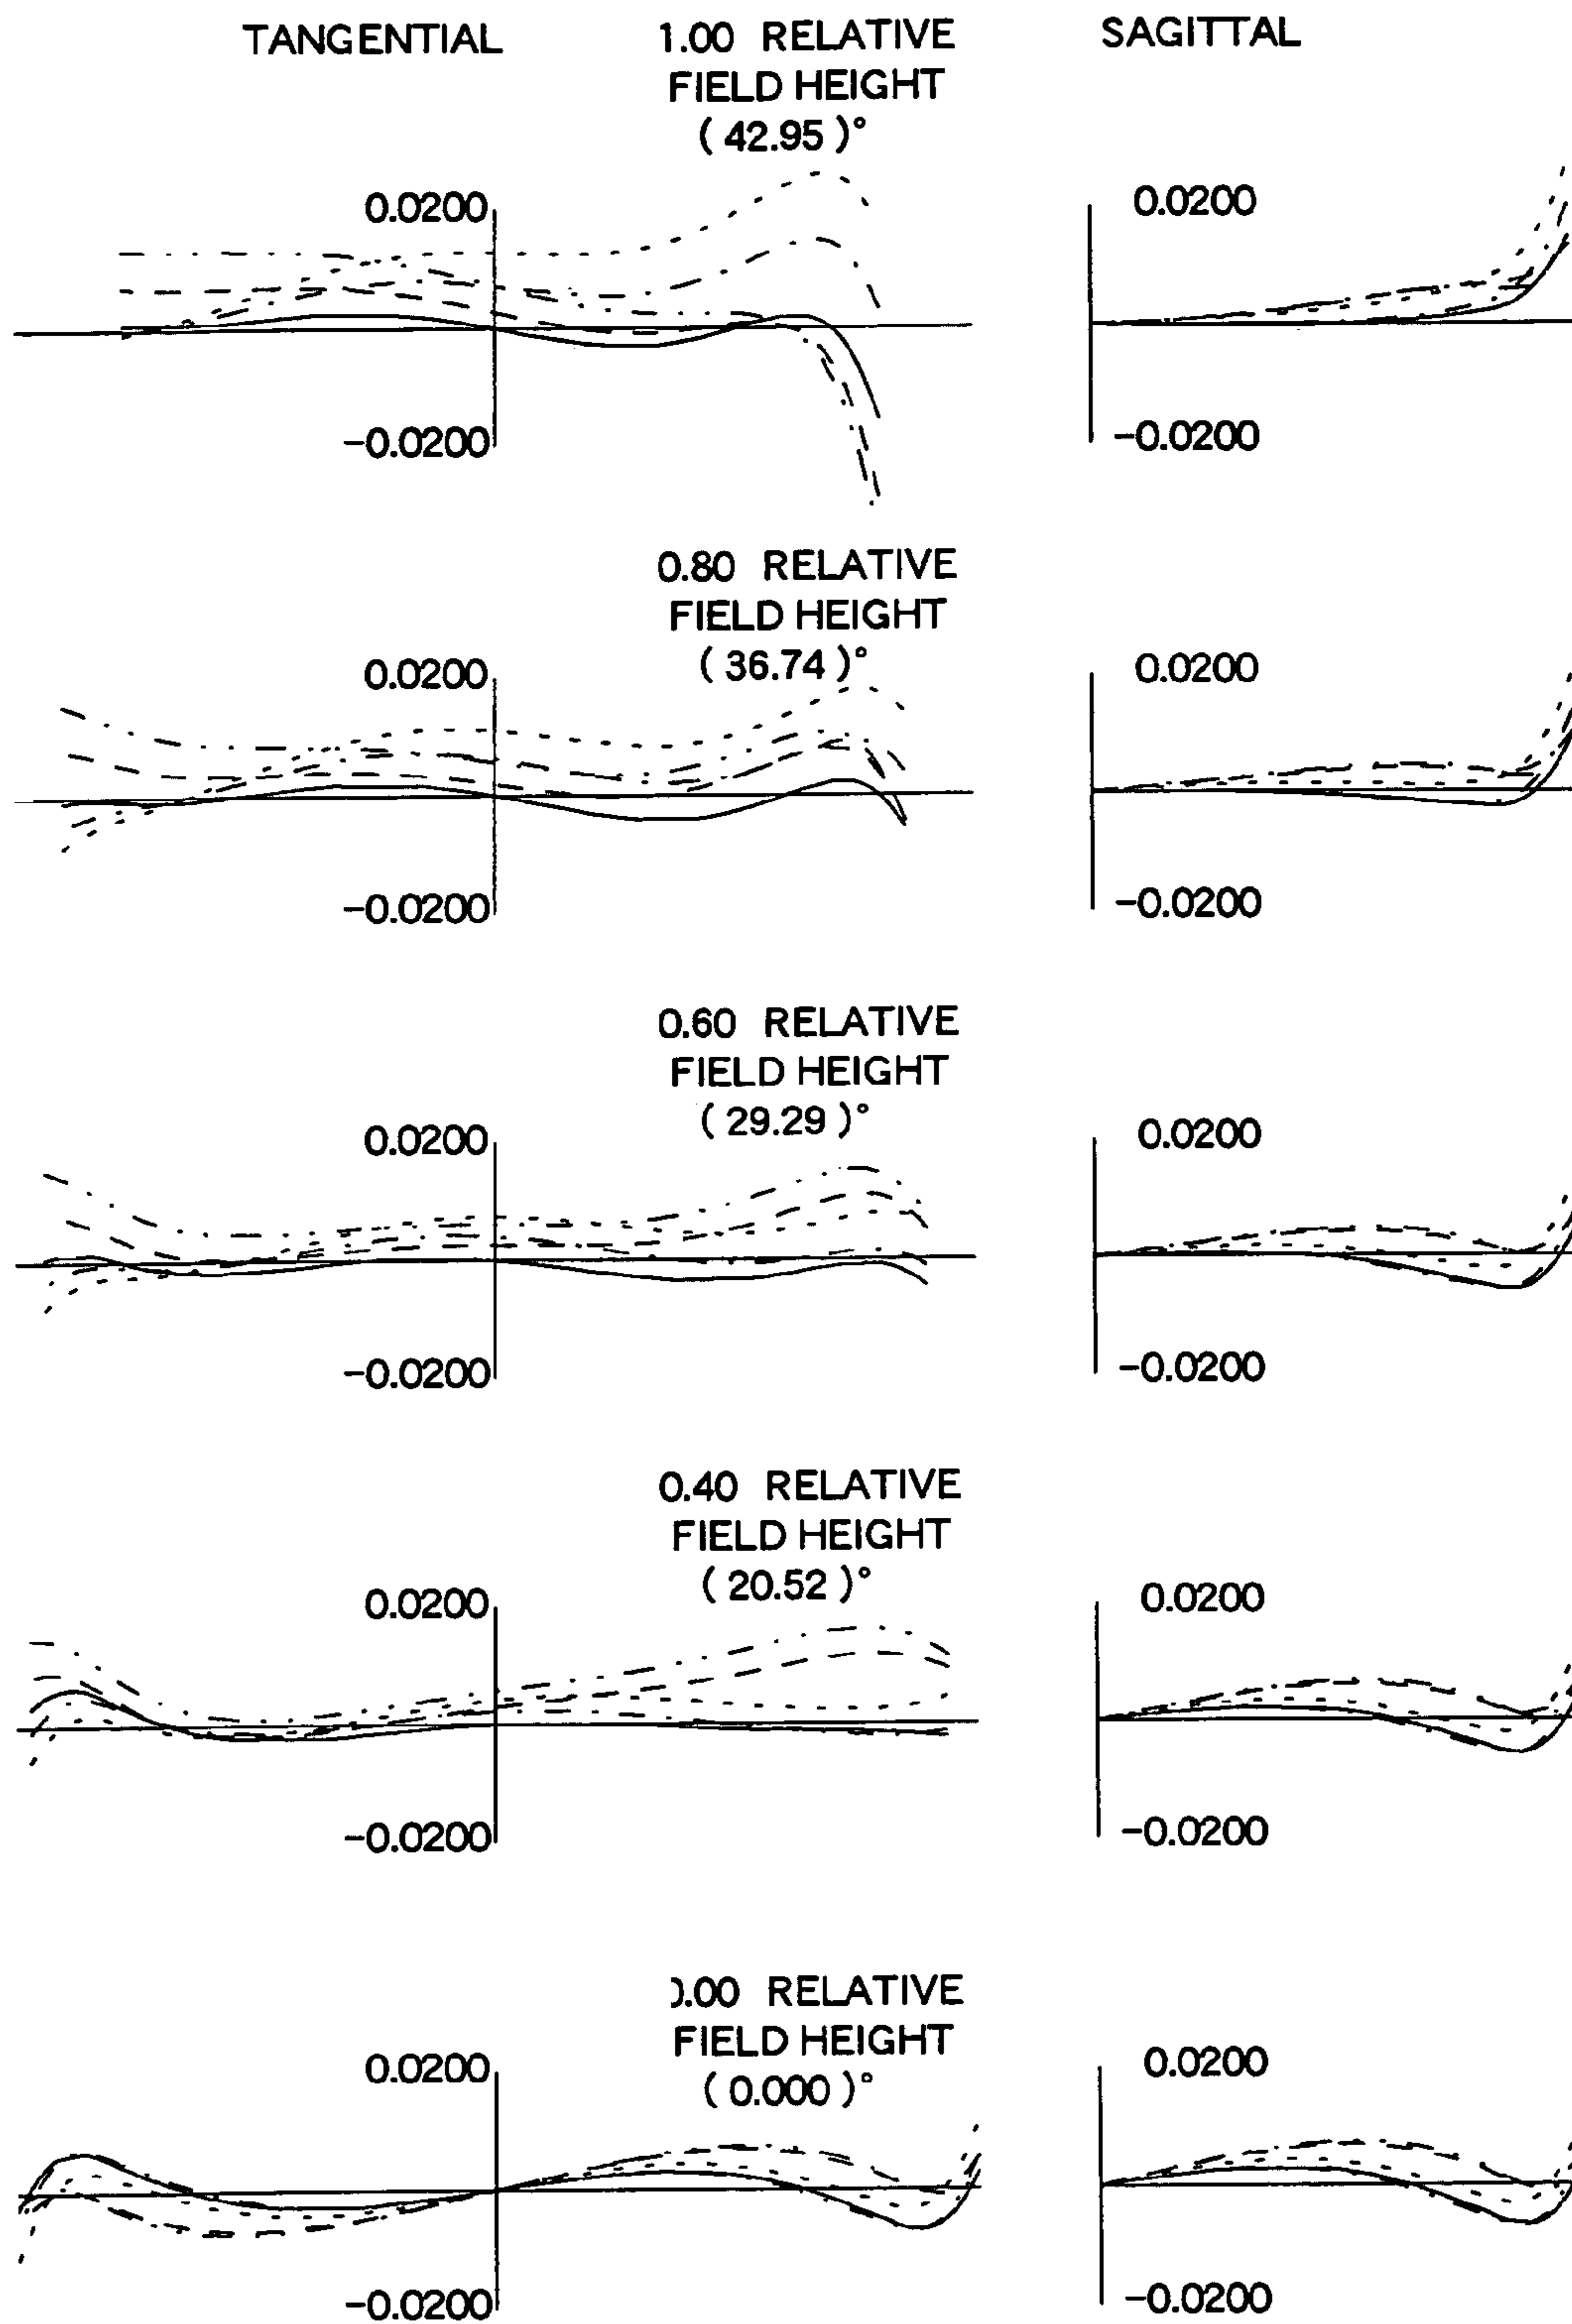 TANGENTIAL
1.00 RELATIVE
FIELD HEIGHT
( 42.95 )°
SAGITTAL
0.0200
-0.0200
0.0200
-0.0200
0.80 RELATIVE
FIELD HEIGHT
( 36.74 )°
0.0200
-0.0200
0.0200
-0.0200
0.60 RELATIVE
FIELD HEIGHT
( 29.29 )°
0.0200
-0.0200
0.0200
-0.0200
0.40 RELATIVE
FIELD HEIGHT
( 20.52 )°
0.0200
-0.0200
0.0200
-0.0200
0.00 RELATIVE
FIELD HEIGHT
( 0.000 )°
0.0200
-0.0200
0.0200
-0.0200